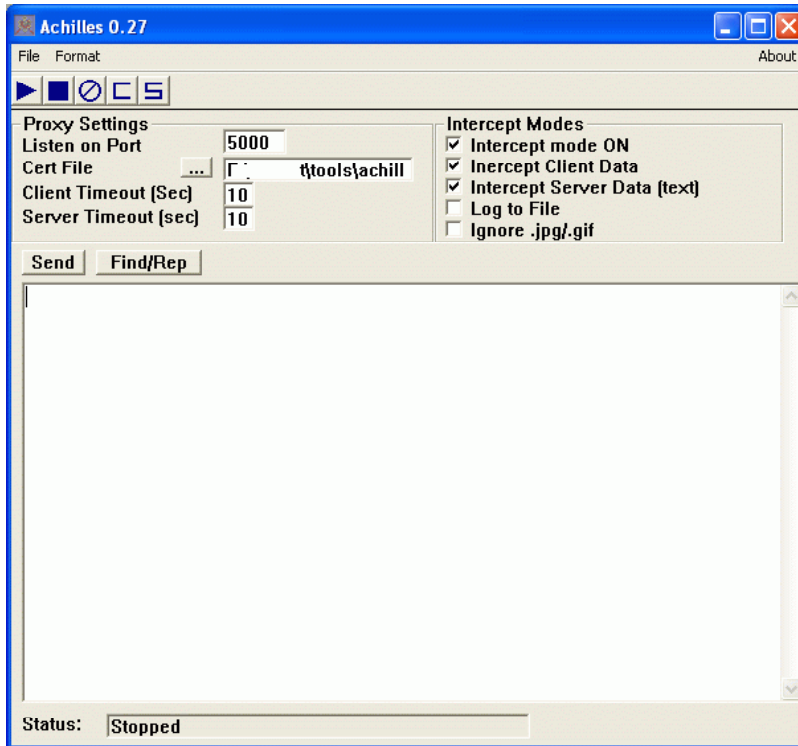 Achilles 0.27
File Format About
Proxy Settings
Listen on Port 5000
Cert File ... t\tools\achill
Client Timeout (Sec) 10
Server Timeout (sec) 10
Intercept Modes
Intercept mode ON
Inercept Client Data
Intercept Server Data (text)
Log to File
Ignore .jpg/.gif
Send Find/Rep
Status: Stopped